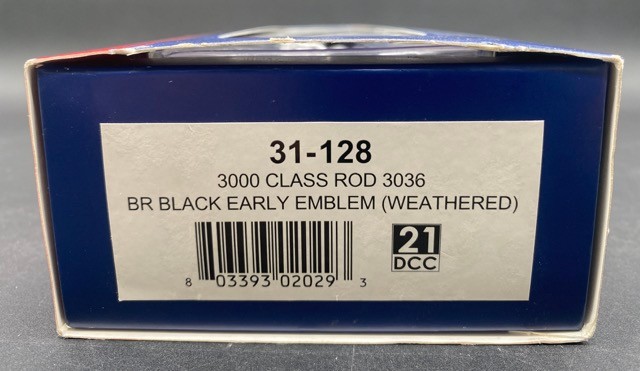 31-128
3000 CLASS ROD 3036
BR BLACK EARLY EMBLEM (WEATHERED)
21
DCC
8 03393 02029 3